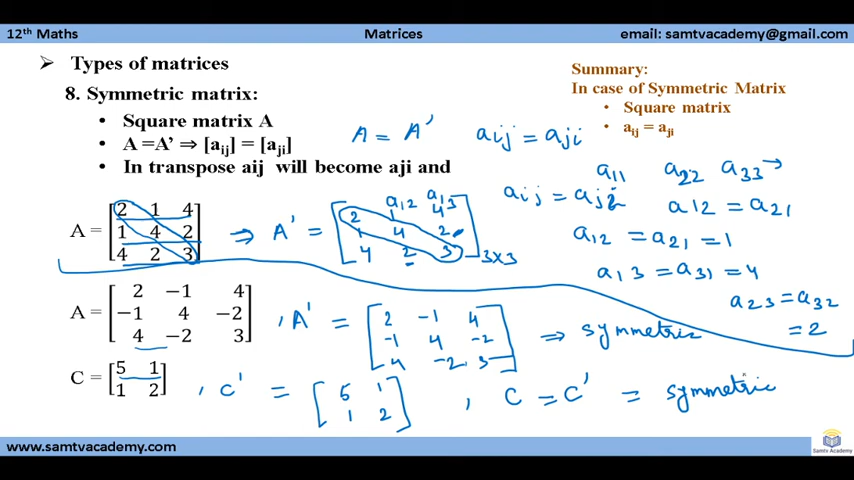 12th Maths Matrices email: samtvacademy@gmail.com
➢ Types of matrices
8. Symmetric matrix:
• Square matrix A
• A =A’ ⇒ [aij] = [aji]
• In transpose aij will become aji and
Summary:
In case of Symmetric Matrix
• Square matrix
• aij = aji
A = A' aij = aji
a11 a22 a33 →
aij = aji a12 = a21
a12 = a21 = 1
a13 = a31 = 4
a23 = a32
= 2
A = [2 1 4
1 4 2
4 2 3] ⇒ A' = [2 1 4
1 4 2
4 2 3] 3×3
a12 a13
A = [2 −1 4
−1 4 −2
4 −2 3] , A' = [2 -1 4
-1 4 -2
4 -2 3] ⇒ symmetric
C = [5 1
1 2] , C' = [5 1
1 2] , C = C' = symmetric
www.samtvacademy.com
Samtv Academy